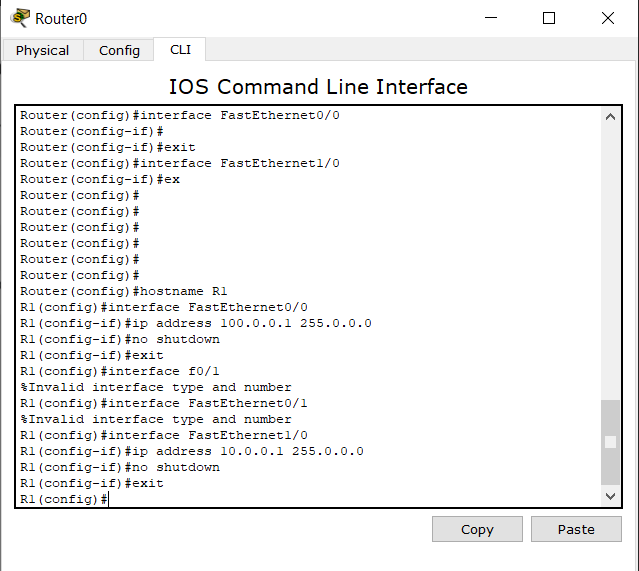 Router0
Physical Config CLI
IOS Command Line Interface
Router(config)#interface FastEthernet0/0
Router(config-if)#
Router(config-if)#exit
Router(config)#interface FastEthernet1/0
Router(config-if)#ex
Router(config)#
Router(config)#
Router(config)#
Router(config)#
Router(config)#
Router(config)#
Router(config)#hostname R1
R1(config)#interface FastEthernet0/0
R1(config-if)#ip address 100.0.0.1 255.0.0.0
R1(config-if)#no shutdown
R1(config-if)#exit
R1(config)#interface f0/1
%Invalid interface type and number
R1(config)#interface FastEthernet0/1
%Invalid interface type and number
R1(config)#interface FastEthernet1/0
R1(config-if)#ip address 10.0.0.1 255.0.0.0
R1(config-if)#no shutdown
R1(config-if)#exit
R1(config)#
Copy Paste